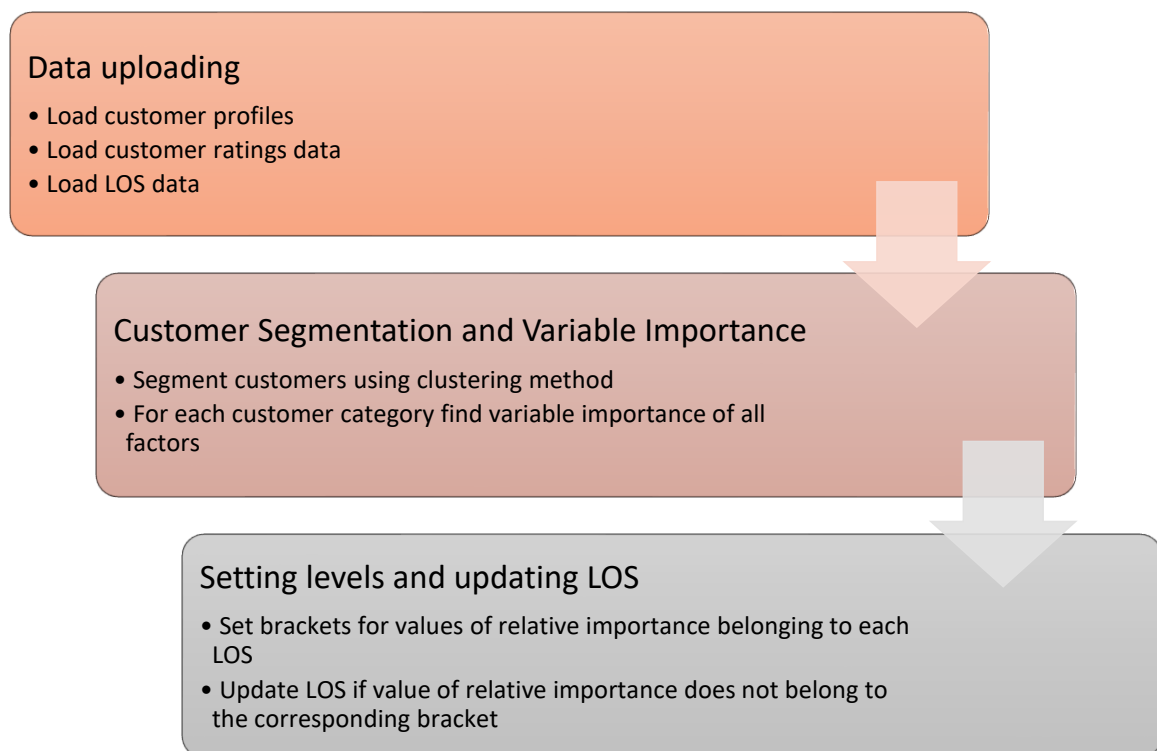 Data uploading
• Load customer profiles
• Load customer ratings data
• Load LOS data
Customer Segmentation and Variable Importance
• Segment customers using clustering method
• For each customer category find variable importance of all
factors
Setting levels and updating LOS
• Set brackets for values of relative importance belonging to each
LOS
• Update LOS if value of relative importance does not belong to
the corresponding bracket